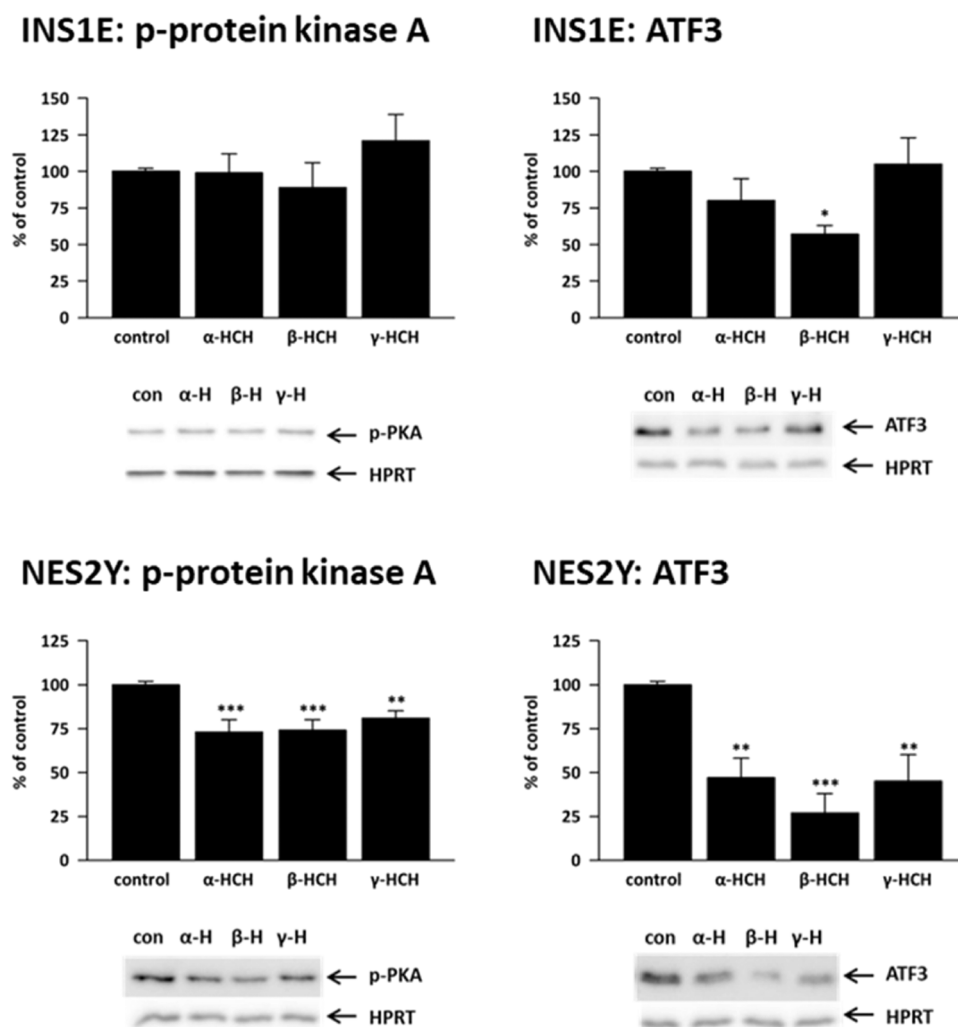 INS1E: p-protein kinase A
% of control
150
125
100
75
50
25
0
control α-HCH β-HCH γ-HCH
con α-H β-H γ-H
← p-PKA
← HPRT
INS1E: ATF3
% of control
150
125
100
75
50
25
0
*
control α-HCH β-HCH γ-HCH
con α-H β-H γ-H
← ATF3
← HPRT
NES2Y: p-protein kinase A
% of control
125
100
75
50
25
0
*** *** **
control α-HCH β-HCH γ-HCH
con α-H β-H γ-H
← p-PKA
← HPRT
NES2Y: ATF3
% of control
125
100
75
50
25
0
** *** **
control α-HCH β-HCH γ-HCH
con α-H β-H γ-H
← ATF3
← HPRT